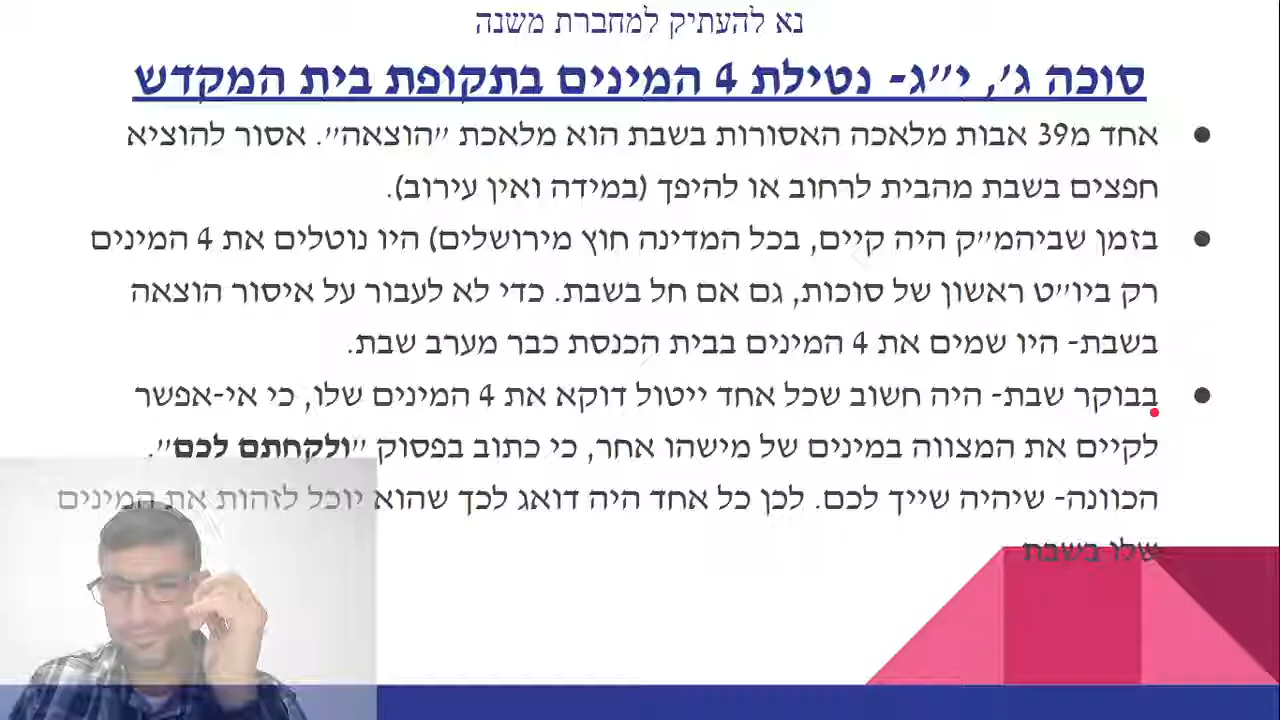 נא להעתיק למחברת משנה
סוכה ג', י"ג- נטילת 4 המינים בתקופת בית המקדש
● אחד מ39 אבות מלאכה האסורות בשבת הוא מלאכת "הוצאה". אסור להוציא
חפצים בשבת מהבית לרחוב או להיפך (במידה ואין עירוב).
● בזמן שביהמ"ק היה קיים, בכל המדינה חוץ מירושלים) היו נוטלים את 4 המינים
רק ביו"ט ראשון של סוכות, גם אם חל בשבת. כדי לא לעבור על איסור הוצאה
בשבת- היו שמים את 4 המינים בבית הכנסת כבר מערב שבת.
● בבוקר שבת- היה חשוב שכל אחד ייטול דוקא את 4 המינים שלו, כי אי-אפשר
לקיים את המצווה במינים של מישהו אחר, כי כתוב בפסוק "ולקחתם לכם".
הכוונה- שיהיה שייך לכם. לכן כל אחד היה דואג לכך שהוא יוכל לזהות את המינים
שלו בשבת